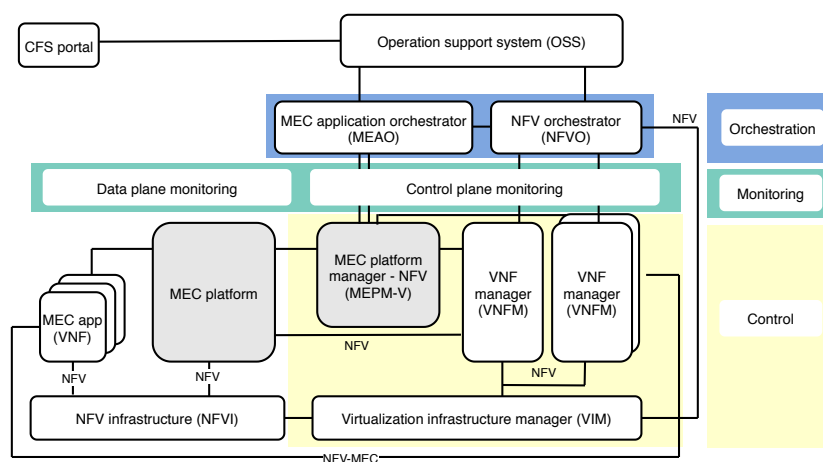 Operation support system (OSS)
CFS portal
MEC application orchestrator
(MEAO)
NFV orchestrator
(NFVO)
NFV
Orchestration
Data plane monitoring
Control plane monitoring
Monitoring
MEC platform
MEC platform
manager - NFV
(MEPM-V)
VNF
manager
(VNFM)
VNF
manager
(VNFM)
MEC app
(VNF)
Control
NFV
NFV
NFV
NFV
NFV infrastructure (NFVI)
Virtualization infrastructure manager (VIM)
NFV-MEC